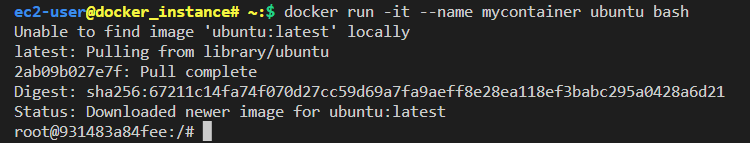 ec2-user@docker_instance# ~:$ docker run -it --name mycontainer ubuntu bash
Unable to find image 'ubuntu:latest' locally
latest: Pulling from library/ubuntu
2ab09b027e7f: Pull complete
Digest: sha256:67211c14fa74f070d27cc59d69a7fa9aeff8e28ea118ef3babc295a0428a6d21
Status: Downloaded newer image for ubuntu:latest
root@931483a84fee:/#